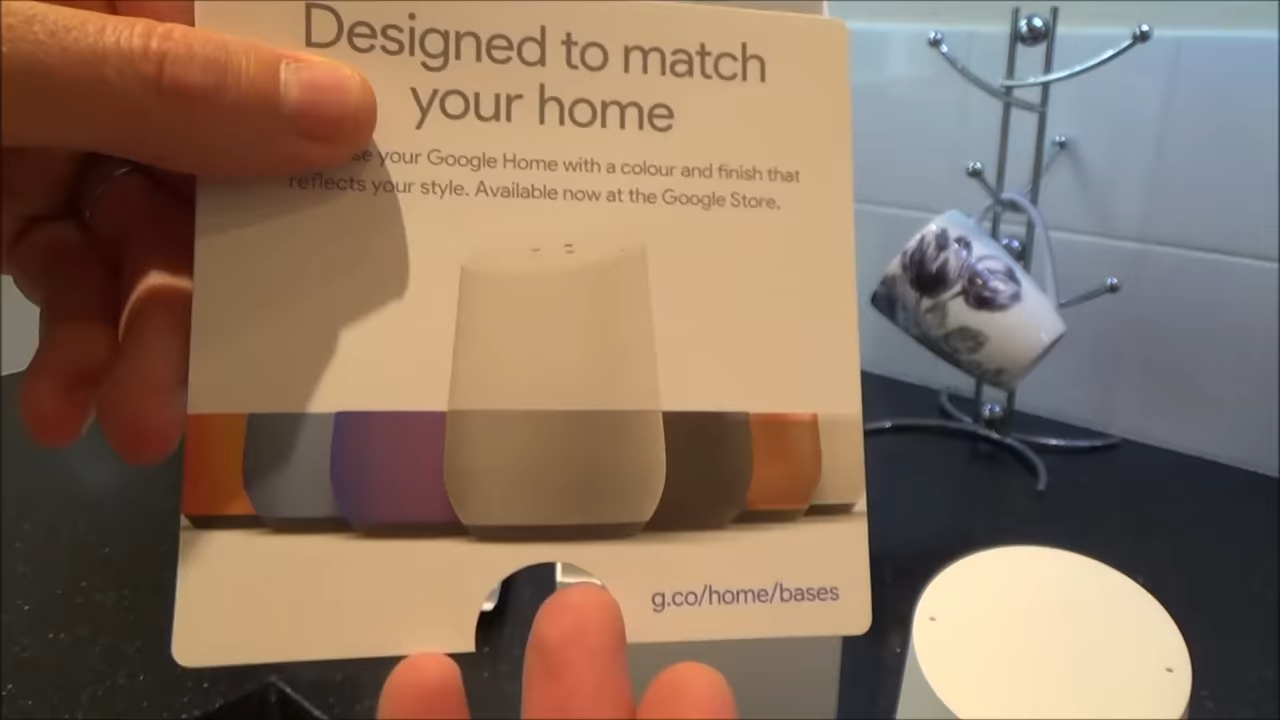 Designed to match
your home
se your Google Home with a colour and finish that
reflects your style. Available now at the Google Store.
g.co/home/bases